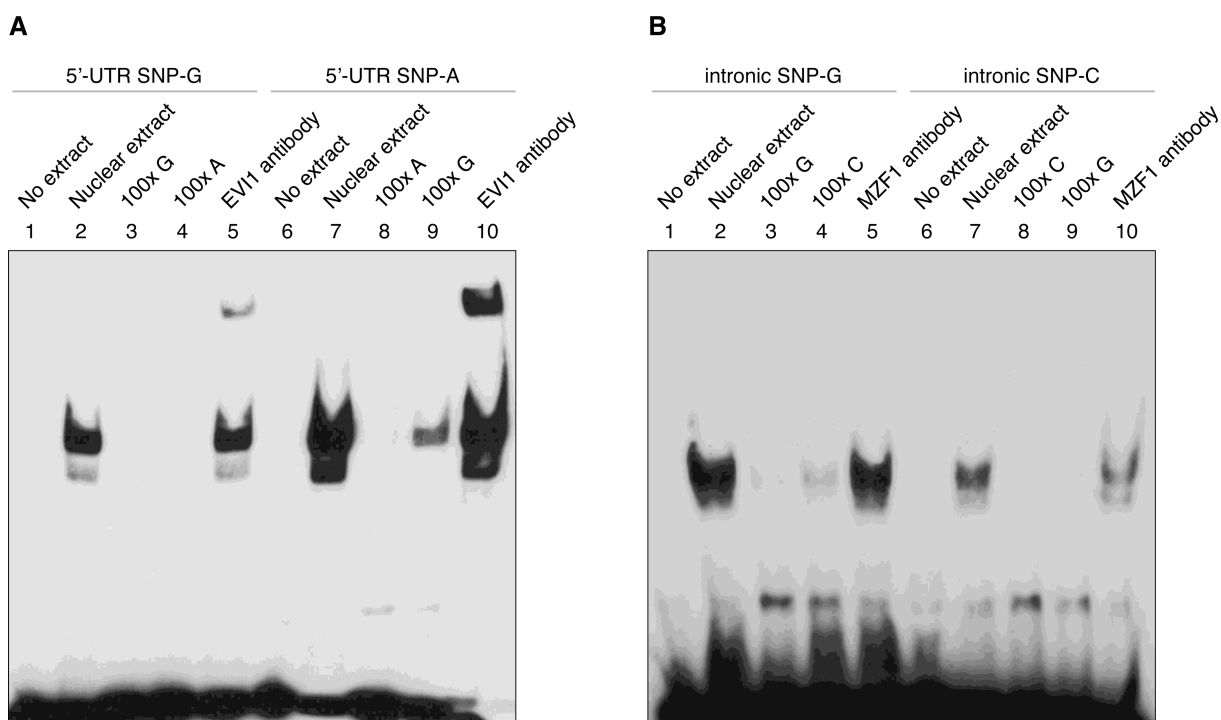 A
B
5’-UTR SNP-G
5’-UTR SNP-A
No extract
Nuclear extract
100x G
100x A
EVI1 antibody
No extract
Nuclear extract
100x A
100x G
EVI1 antibody
1 2 3 4 5 6 7 8 9 10
intronic SNP-G
intronic SNP-C
No extract
Nuclear extract
100x G
100x C
MZF1 antibody
No extract
Nuclear extract
100x C
100x G
MZF1 antibody
1 2 3 4 5 6 7 8 9 10